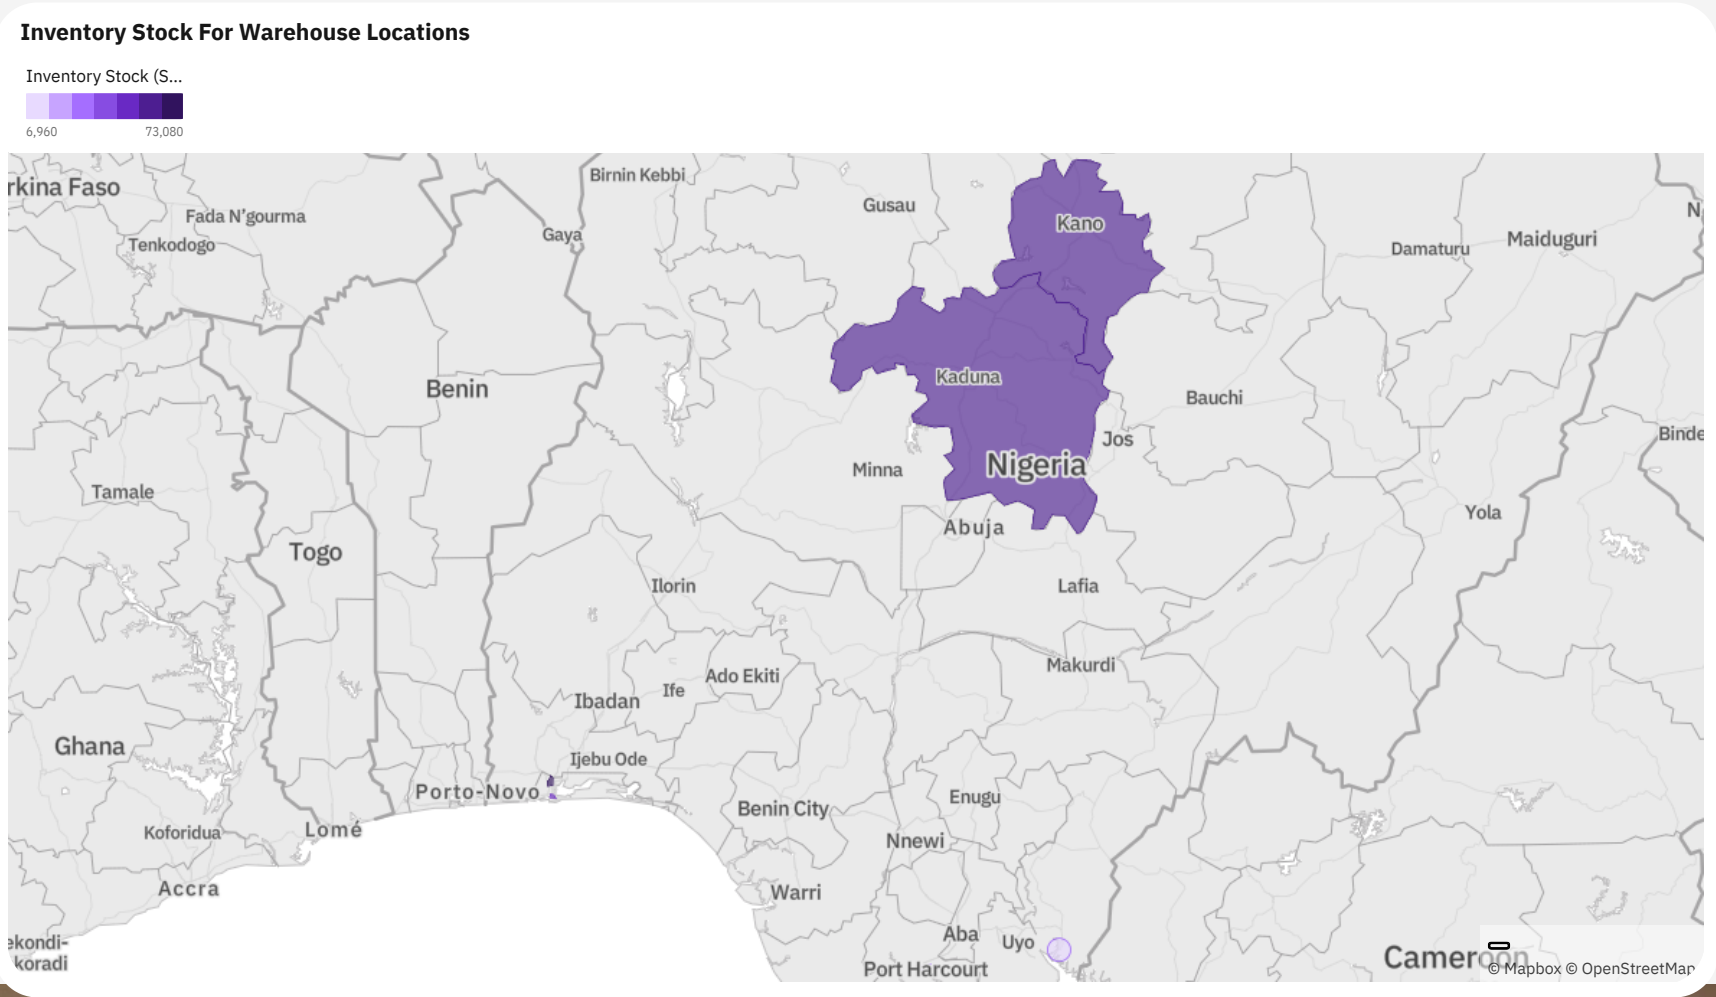 Inventory Stock For Warehouse Locations
Inventory Stock (S...
6,960 73,080
rkina Faso
Birnin Kebbi
Gusau
Kano
N
Fada N'gourma
Tenkodogo
Gaya
Damaturu
Maiduguri
Benin
Kaduna
Bauchi
Jos
Binde
Nigeria
Minna
Tamale
Yola
Abuja
Togo
Ilorin
Lafia
Makurdi
Ado Ekiti
Ife
Ibadan
Ghana
Ijebu Ode
Porto-Novo
Enugu
Benin City
Koforidua
Lomé
Nnewi
Accra
Warri
Aba
Uyo
ekondi-
koradi
Port Harcourt
Cameroon
© Mapbox © OpenStreetMap